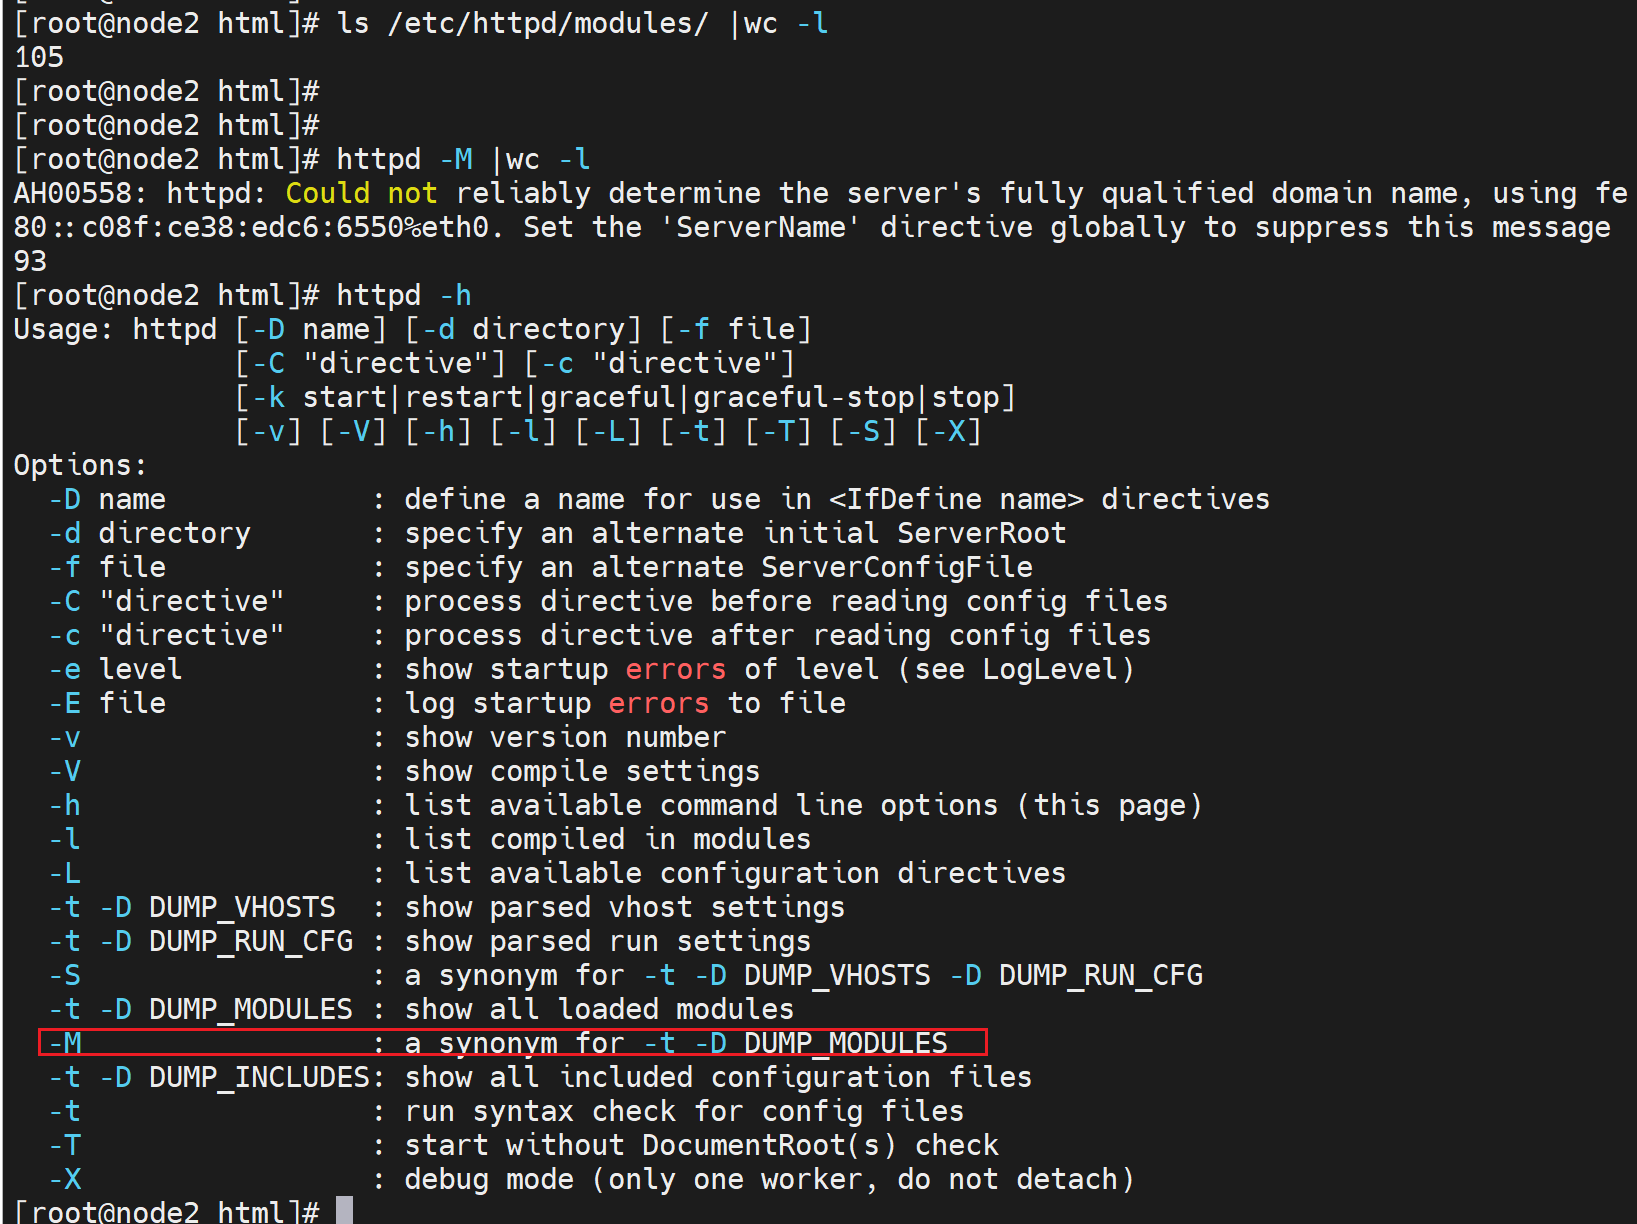 [root@node2 html]# ls /etc/httpd/modules/ |wc -l
105
[root@node2 html]#
[root@node2 html]#
[root@node2 html]# httpd -M |wc -l
AH00558: httpd: Could not reliably determine the server's fully qualified domain name, using fe
80::c08f:ce38:edc6:6550%eth0. Set the 'ServerName' directive globally to suppress this message
93
[root@node2 html]# httpd -h
Usage: httpd [-D name] [-d directory] [-f file]
             [-C "directive"] [-c "directive"]
             [-k start|restart|graceful|graceful-stop|stop]
             [-v] [-V] [-h] [-l] [-L] [-t] [-T] [-S] [-X]
Options:
  -D name            : define a name for use in <IfDefine name> directives
  -d directory       : specify an alternate initial ServerRoot
  -f file            : specify an alternate ServerConfigFile
  -C "directive"     : process directive before reading config files
  -c "directive"     : process directive after reading config files
  -e level           : show startup errors of level (see LogLevel)
  -E file            : log startup errors to file
  -v                 : show version number
  -V                 : show compile settings
  -h                 : list available command line options (this page)
  -l                 : list compiled in modules
  -L                 : list available configuration directives
  -t -D DUMP_VHOSTS  : show parsed vhost settings
  -t -D DUMP_RUN_CFG : show parsed run settings
  -S                 : a synonym for -t -D DUMP_VHOSTS -D DUMP_RUN_CFG
  -t -D DUMP_MODULES : show all loaded modules
  -M                 : a synonym for -t -D DUMP_MODULES
  -t -D DUMP_INCLUDES: show all included configuration files
  -t                 : run syntax check for config files
  -T                 : start without DocumentRoot(s) check
  -X                 : debug mode (only one worker, do not detach)
[root@node2 html]#